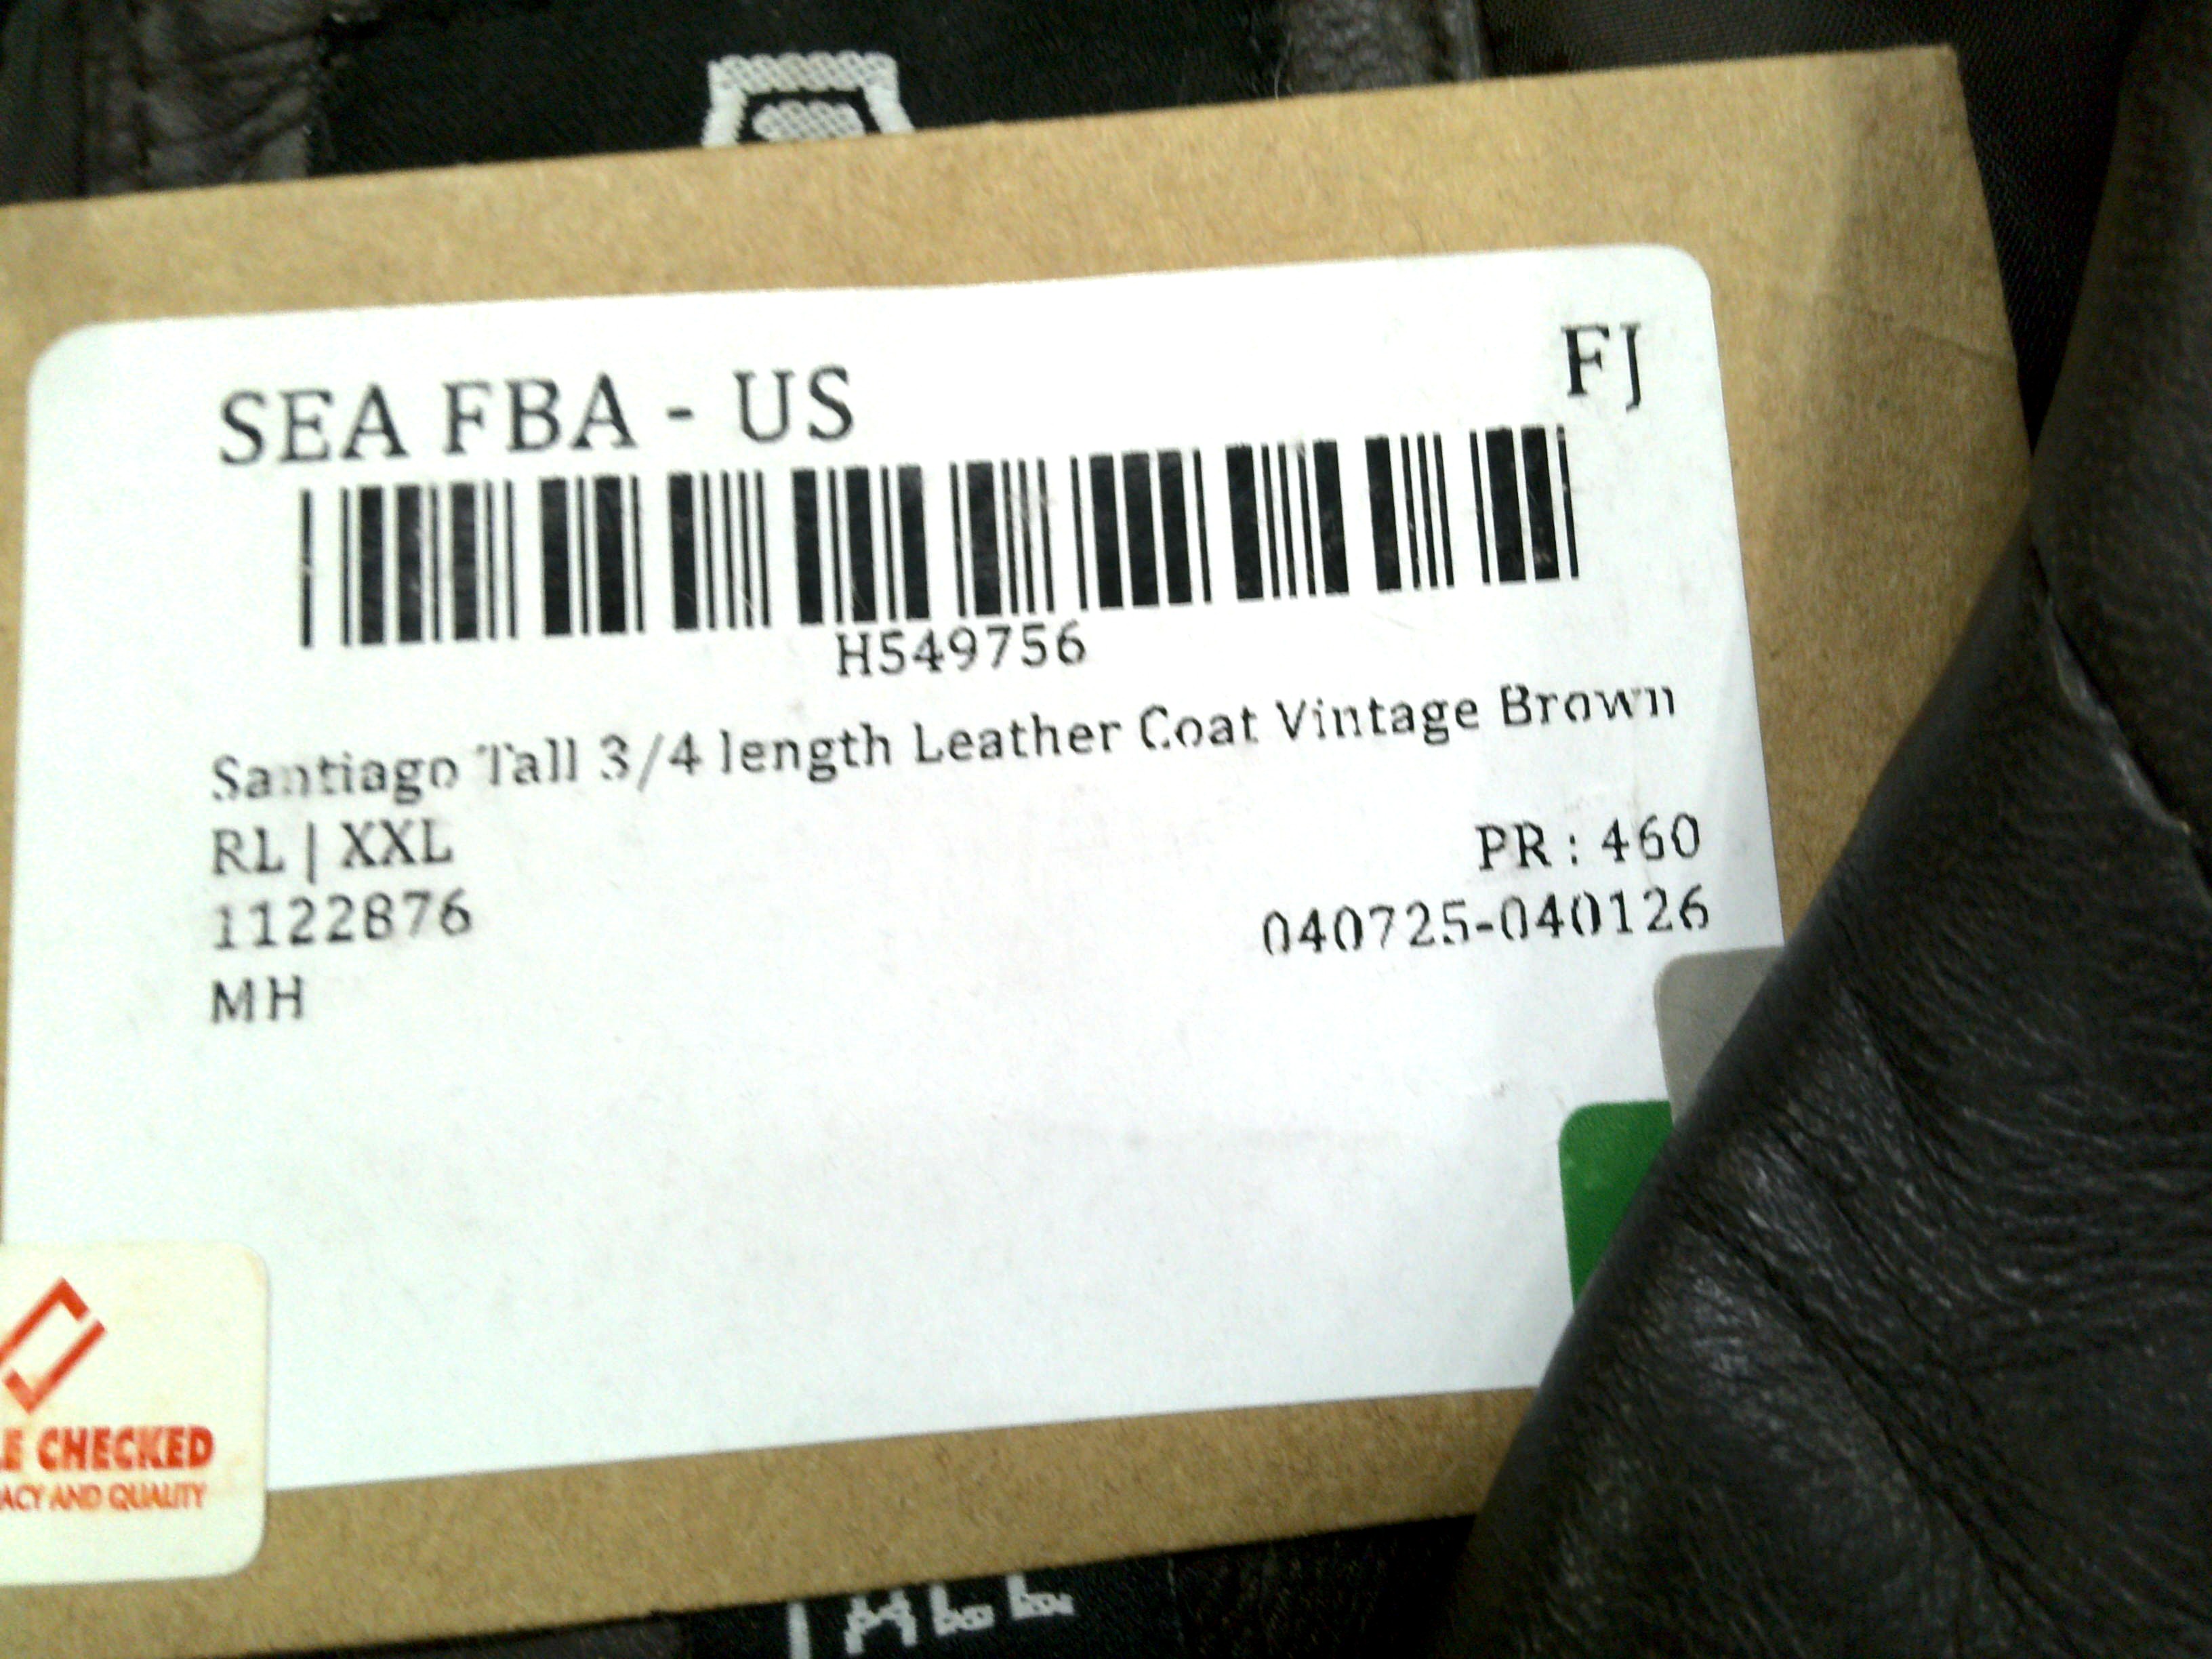 SEA FBA - US
FJ
H549756
Santiago Tall 3/4 length Leather Coat Vintage Brown
RL | XXL
PR : 460
1122876
040725-040126
MH
CHECKED
AND QUALITY